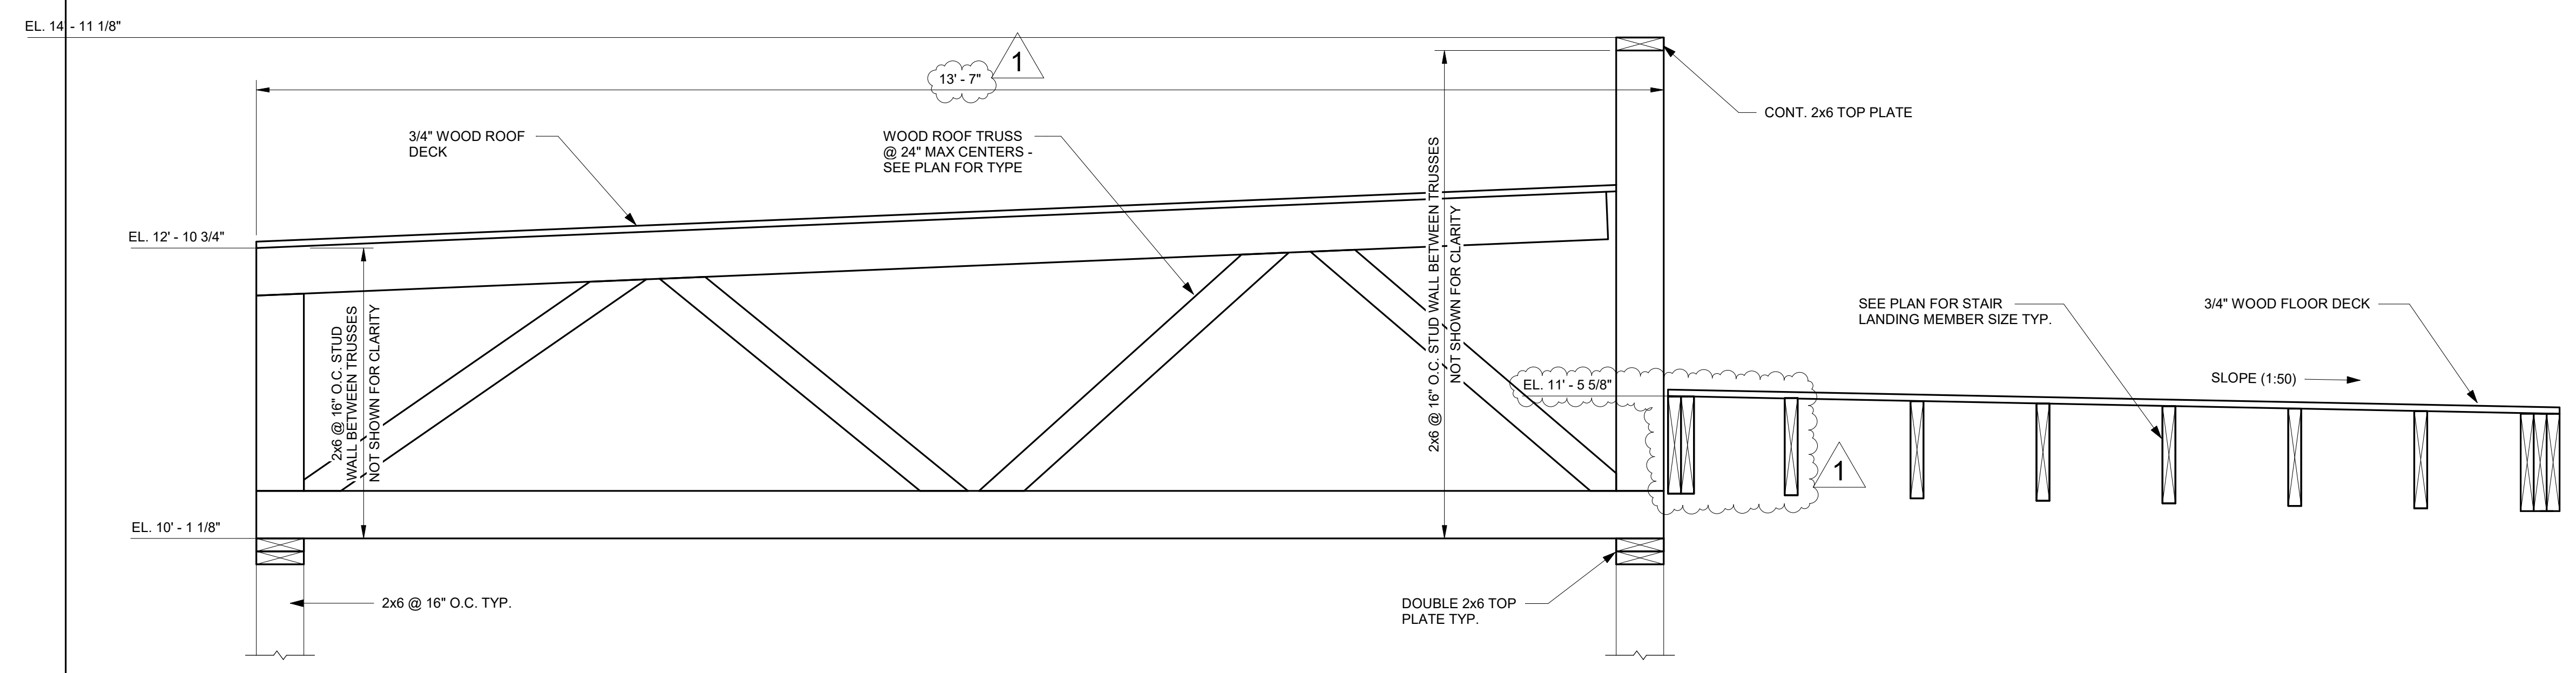 EL. 14' - 11 1/8"
1
13' - 7"
CONT. 2x6 TOP PLATE
3/4" WOOD ROOF
DECK
WOOD ROOF TRUSS
@ 24" MAX CENTERS -
SEE PLAN FOR TYPE
2x6 @ 16" O.C. STUD WALL BETWEEN TRUSSES
NOT SHOWN FOR CLARITY
EL. 12' - 10 3/4"
2x6 @ 16" O.C. STUD
WALL BETWEEN TRUSSES
NOT SHOWN FOR CLARITY
SEE PLAN FOR STAIR
LANDING MEMBER SIZE TYP.
3/4" WOOD FLOOR DECK
SLOPE (1:50)
EL. 11' - 5 5/8"
1
EL. 10' - 1 1/8"
2x6 @ 16" O.C. TYP.
DOUBLE 2x6 TOP
PLATE TYP.